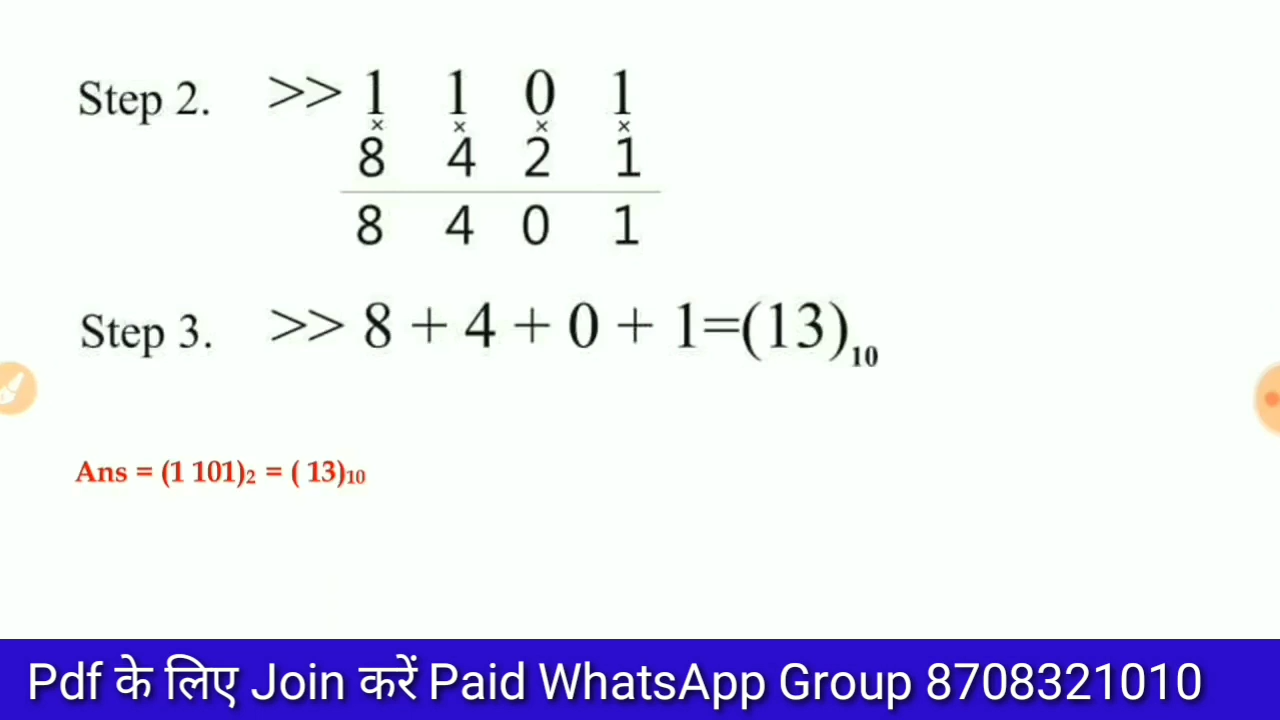 Step 2. >> 1 1 0 1
× × × ×
8 4 2 1
8 4 0 1
Step 3. >> 8 + 4 + 0 + 1=(13)10
Ans = (1 101)2 = ( 13)10
Pdf के लिए Join करें Paid WhatsApp Group 8708321010